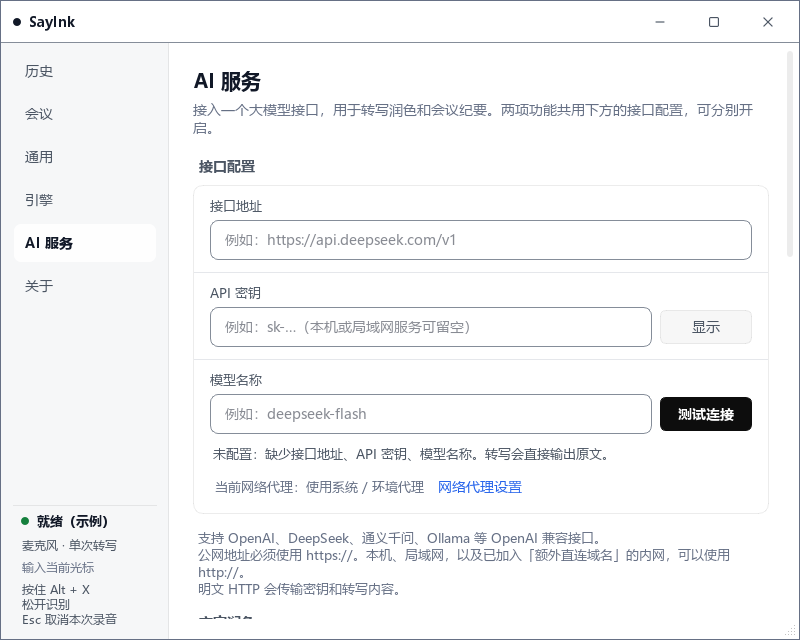 SayInk
历史
会议
通用
引擎
AI 服务
关于
就绪（示例）
麦克风 · 单次转写
输入当前光标
按住 Alt + X
松开识别
Esc 取消本次录音
AI 服务
接入一个大模型接口，用于转写润色和会议纪要。两项功能共用下方的接口配置，可分别开
启。
接口配置
接口地址
例如：https://api.deepseek.com/v1
API 密钥
例如：sk-...（本机或局域网服务可留空）
显示
模型名称
例如：deepseek-flash
测试连接
未配置：缺少接口地址、API 密钥、模型名称。转写会直接输出原文。
当前网络代理：使用系统 / 环境代理 网络代理设置
支持 OpenAI、DeepSeek、通义千问、Ollama 等 OpenAI 兼容接口。
公网地址必须使用 https://。本机、局域网，以及已加入「额外直连域名」的内网，可以使用
http://。
明文 HTTP 会传输密钥和转写内容。